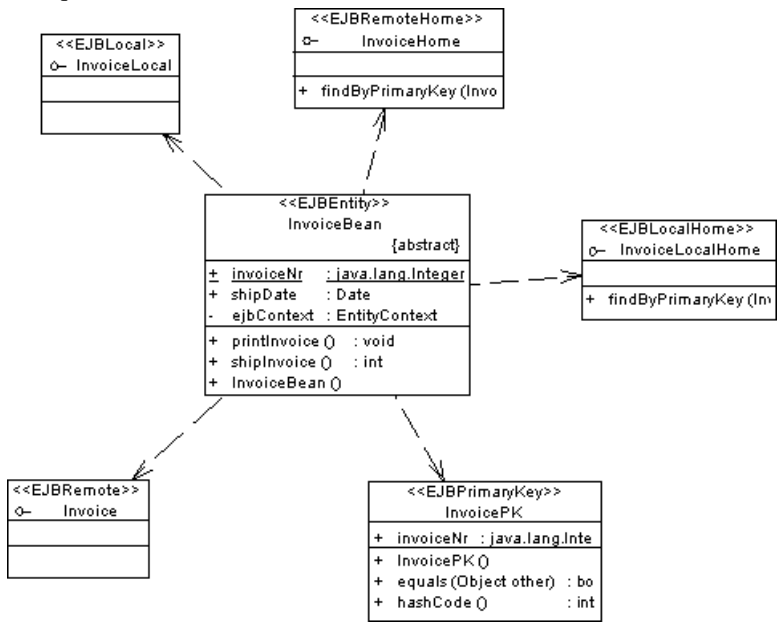 <<EJBRemoteHome>>
InvoiceHome
+ findByPrimaryKey (Invo
<<EJBLocal>>
InvoiceLocal
<<EJBEntity>>
InvoiceBean
{abstract}
+ invoiceNr : java.lang.Integer
+ shipDate : Date
- ejbContext : EntityContext
+ printInvoice () : void
+ shipInvoice () : int
+ InvoiceBean ()
<<EJBLocalHome>>
InvoiceLocalHome
+ findByPrimaryKey (In
<<EJBRemote>>
Invoice
<<EJBPrimaryKey>>
InvoicePK
+ invoiceNr : java.lang.Inte
+ InvoicePK ()
+ equals (Object other) : bo
+ hashCode () : int